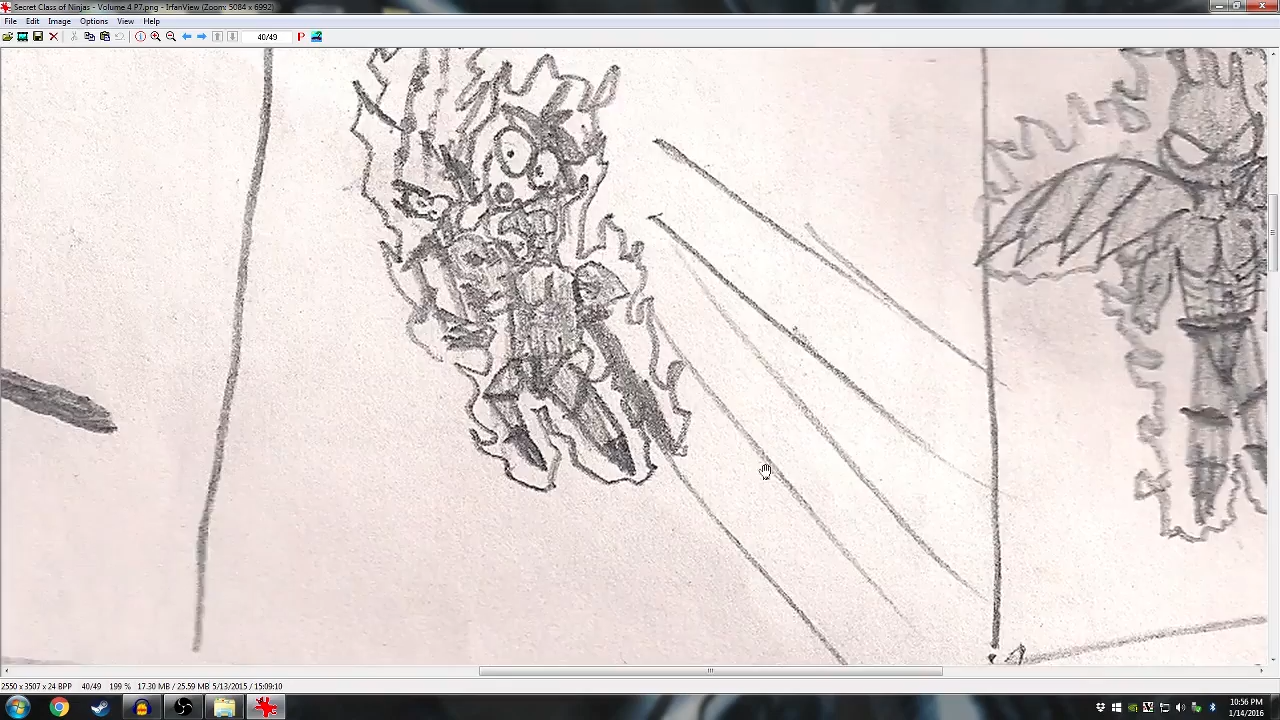 Secret Class of Ninjas - Volume 4 P7.png - IrfanView (Zoom: 5084 x 6992)
File Edit Image Options View Help
40/49
2550 x 3507 x 24 BPP 40/49 199 % 17.30 MB / 25.59 MB 5/13/2015 / 15:09:10
10:56 PM
1/14/2016